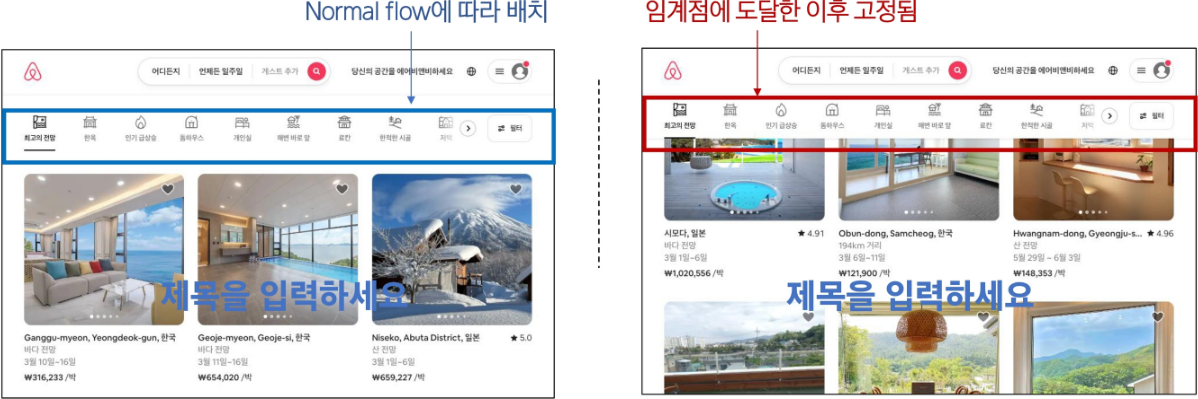 Normal flow에 따라 배치
임계점에 도달한 이후 고정됨
어디든지 언제든 일주일 게스트 추가 당신의 공간을 에어비앤비하세요
최고의 전망 한옥 인기 급상승 돔하우스 개인실 해변 바로 앞 료칸 한적한 시골 저택 필터
제목을 입력하세요
Ganggu-myeon, Yeongdeok-gun, 한국
바다 전망
3월 10일~16일
₩316,233 /박
Geoje-myeon, Geoje-si, 한국
바다 전망
3월 11일~16일
₩654,020 /박
Niseko, Abuta District, 일본 ★ 5.0
산 전망
3월 1일~6일
₩659,227 /박
어디든지 언제든 일주일 게스트 추가 당신의 공간을 에어비앤비하세요
최고의 전망 한옥 인기 급상승 돔하우스 개인실 해변 바로 앞 료칸 한적한 시골 저택 필터
시모다, 일본 ★ 4.91
바다 전망
3월 1일~6일
₩1,020,556 /박
Obun-dong, Samcheog, 한국
194km 거리
3월 6일~11일
₩121,900 /박
Hwangnam-dong, Gyeongju-s... ★ 4.96
산 전망
5월 29일 ~ 6월 3일
₩148,353 /박
제목을 입력하세요